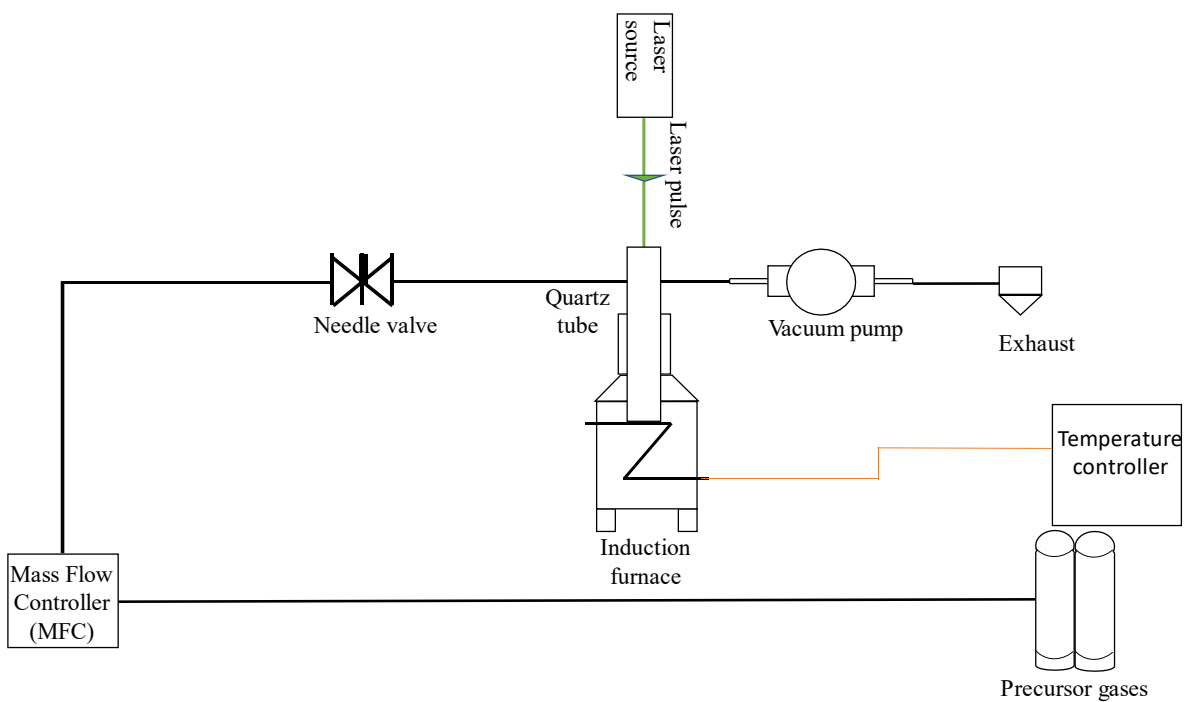 Laser
source
Laser pulse
Needle valve
Quartz
tube
Vacuum pump
Exhaust
Temperature
controller
Induction
furnace
Mass Flow
Controller
(MFC)
Precursor gases